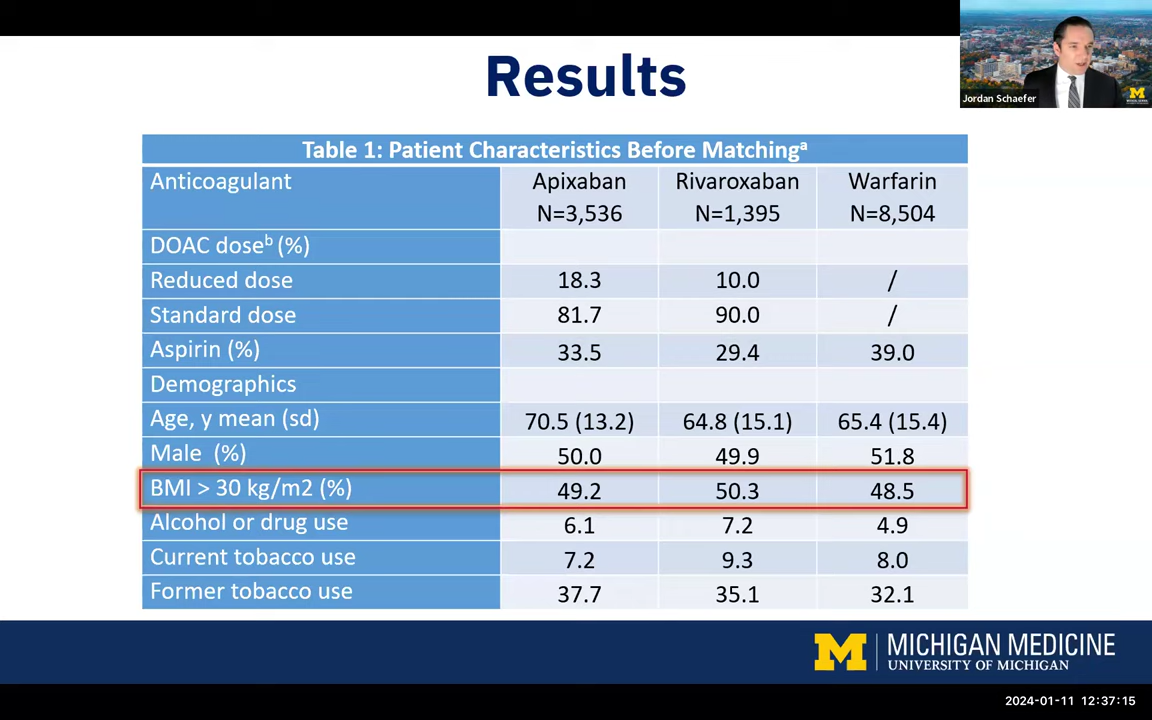 Results
Jordan Schaefer
Table 1: Patient Characteristics Before Matchingᵃ
Anticoagulant Apixaban Rivaroxaban Warfarin
N=3,536 N=1,395 N=8,504
DOAC doseᵇ (%)
Reduced dose 18.3 10.0 /
Standard dose 81.7 90.0 /
Aspirin (%) 33.5 29.4 39.0
Demographics
Age, y mean (sd) 70.5 (13.2) 64.8 (15.1) 65.4 (15.4)
Male (%) 50.0 49.9 51.8
BMI > 30 kg/m2 (%) 49.2 50.3 48.5
Alcohol or drug use 6.1 7.2 4.9
Current tobacco use 7.2 9.3 8.0
Former tobacco use 37.7 35.1 32.1
M MICHIGAN MEDICINE
UNIVERSITY OF MICHIGAN
2024-01-11 12:37:15